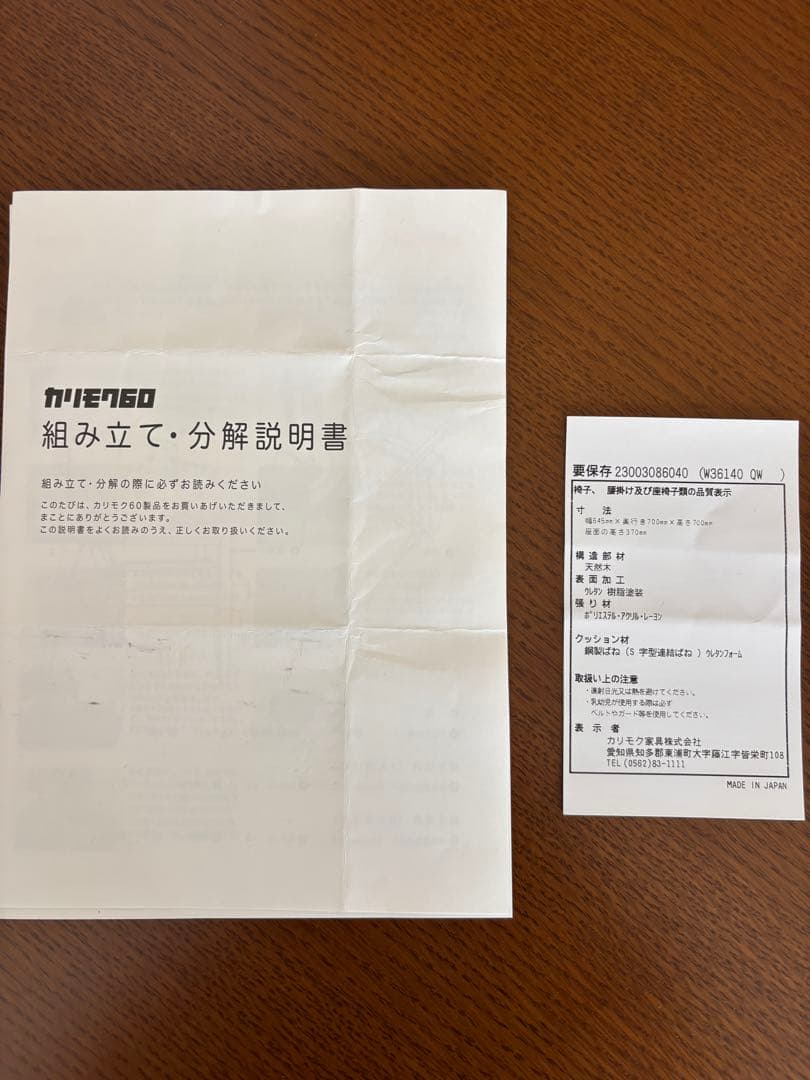 カリモク60
組み立て・分解説明書
組み立て・分解の際に必ずお読みください
このたびは、カリモク60製品をお買いあげいただきまして、
まことにありがとうございます。
この説明書をよくお読みのうえ、正しくお取り扱いください。
要保存 23003086040 (W36140 QW )
椅子、 腰掛け及び座椅子類の品質表示
寸 法
幅645mm×奥行き700mm×高さ700mm
座面の高さ370mm
構造部材
天然木
表面加工
ウレタン 樹脂塗装
張り材
ポリエステル・アクリル・レーヨン
クッション材
鋼製ばね (S 字型連結ばね ) ウレタンフォーム
取扱い上の注意
・直射日光又は熱を避けてください。
・乳幼児が使用する際は必ず
ベルトやガード等を使用してください。
表 示 者
カリモク家具株式会社
愛知県知多郡東浦町大字藤江字皆栄町108
TEL (0562)83-1111
MADE IN JAPAN